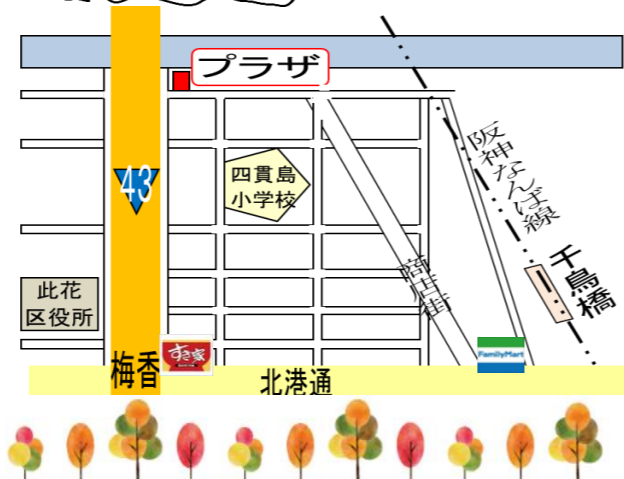 プラザ
43
阪神なんば線
四貫島
小学校
千鳥橋
商店街
此花
区役所
すき家
FamilyMart
梅香
北港通